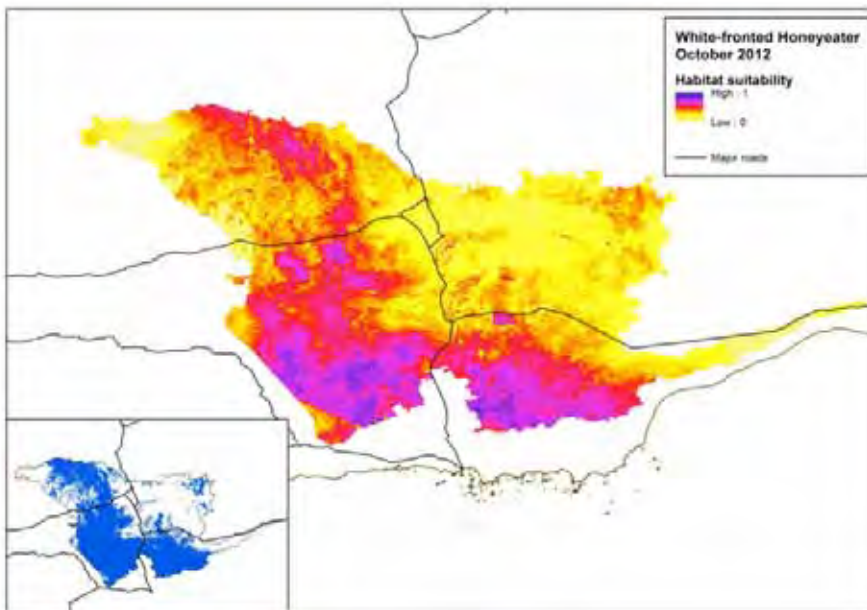 White-fronted Honeyeater
October 2012
Habitat suitability
High : 1
Low : 0
Major roads